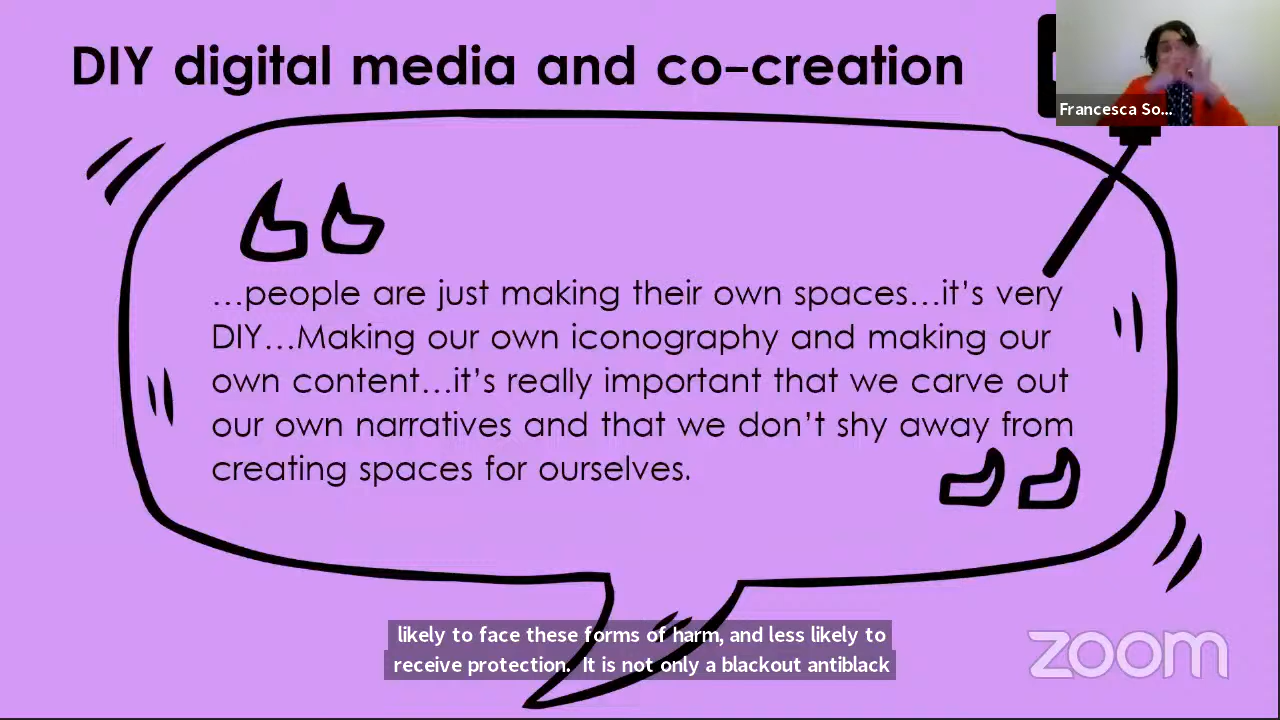 DIY digital media and co-creation
Francesca So...
...people are just making their own spaces...it's very
DIY...Making our own iconography and making our
own content...it's really important that we carve out
our own narratives and that we don't shy away from
creating spaces for ourselves.
likely to face these forms of harm, and less likely to
receive protection. It is not only a blackout antiblack
zoom